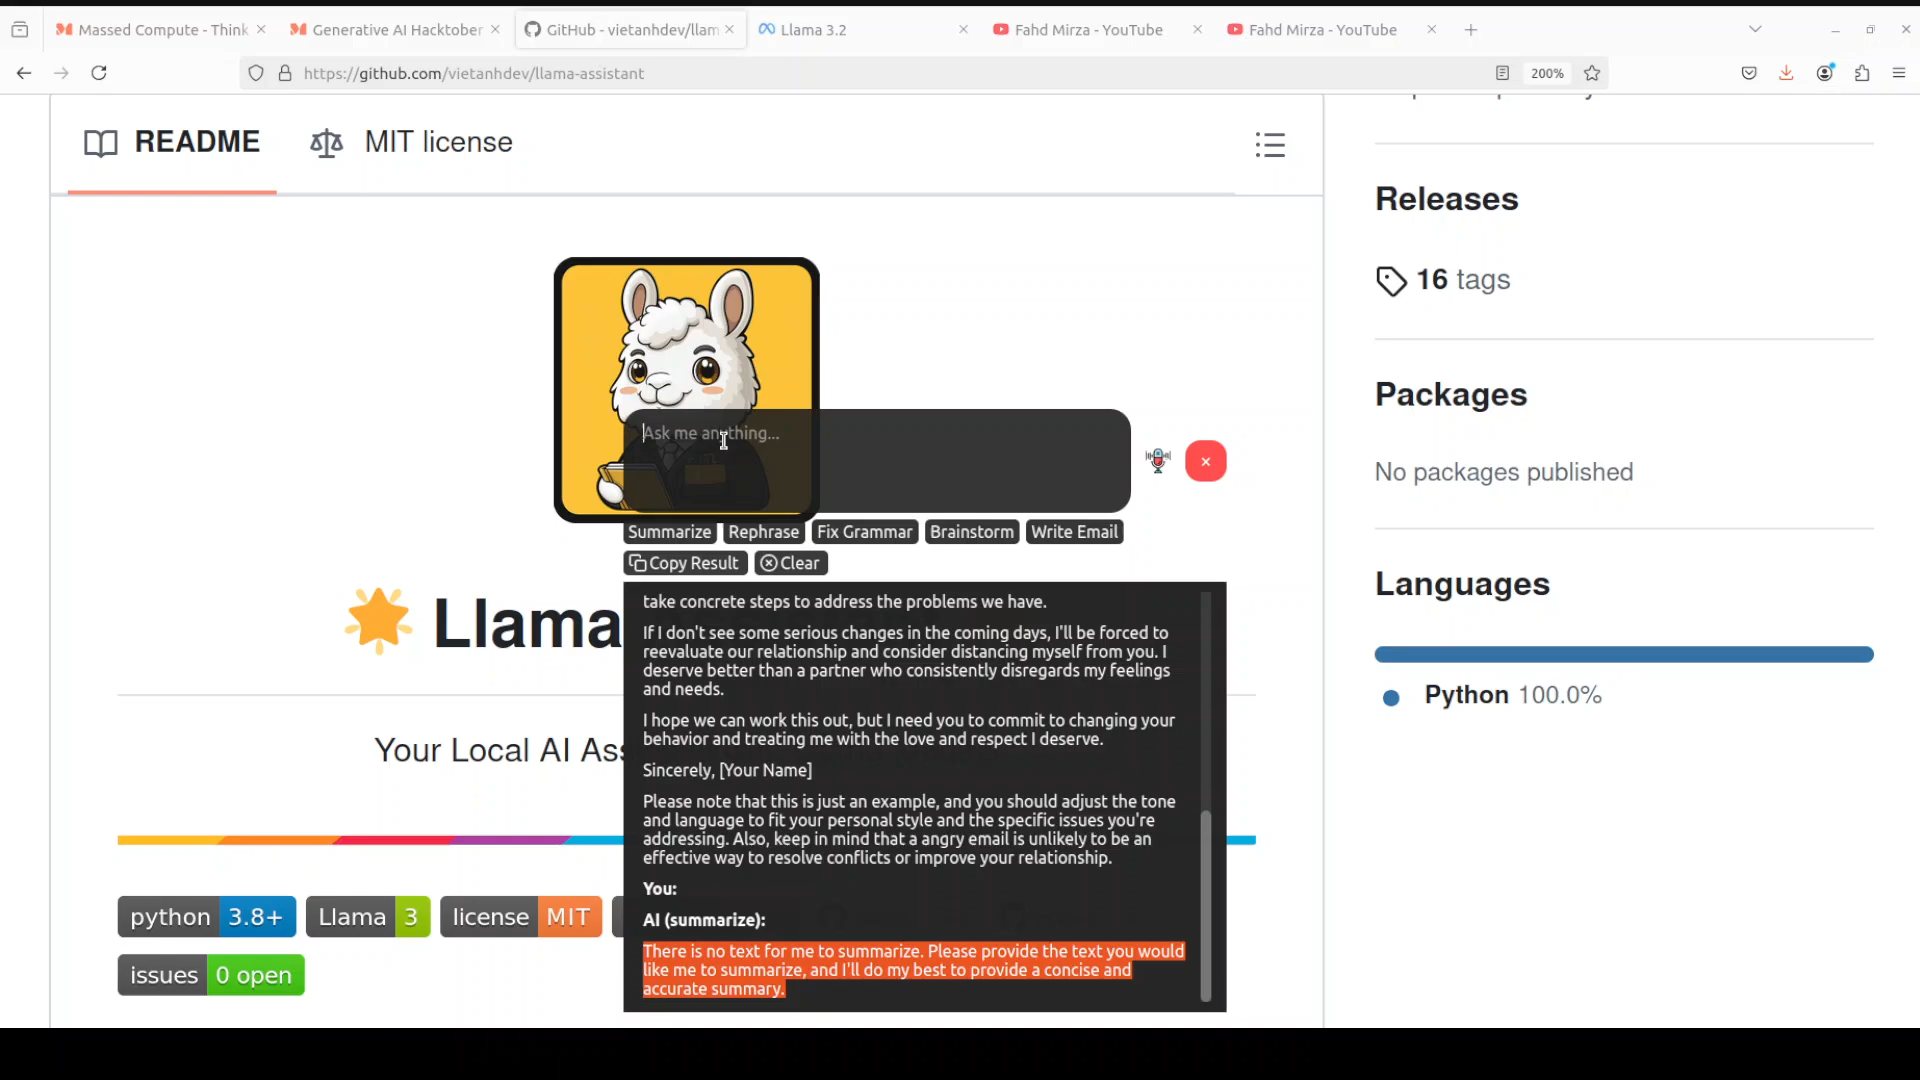 Massed Compute - Think
Generative AI Hacktober
GitHub - vietanhdev/llam
Llama 3.2
Fahd Mirza - YouTube
Fahd Mirza - YouTube
https://github.com/vietanhdev/llama-assistant
200%
README
MIT license
Releases
16 tags
Packages
No packages published
Languages
Python 100.0%
Ask me anything...
Summarize
Rephrase
Fix Grammar
Brainstorm
Write Email
Copy Result
Clear
Llama
Your Local AI Ass
take concrete steps to address the problems we have.
If I don't see some serious changes in the coming days, I'll be forced to
reevaluate our relationship and consider distancing myself from you. I
deserve better than a partner who consistently disregards my feelings
and needs.
I hope we can work this out, but I need you to commit to changing your
behavior and treating me with the love and respect I deserve.
Sincerely, [Your Name]
Please note that this is just an example, and you should adjust the tone
and language to fit your personal style and the specific issues you're
addressing. Also, keep in mind that a angry email is unlikely to be an
effective way to resolve conflicts or improve your relationship.
You:
AI (summarize):
There is no text for me to summarize. Please provide the text you would
like me to summarize, and I'll do my best to provide a concise and
accurate summary.
python 3.8+
Llama 3
license MIT
issues 0 open